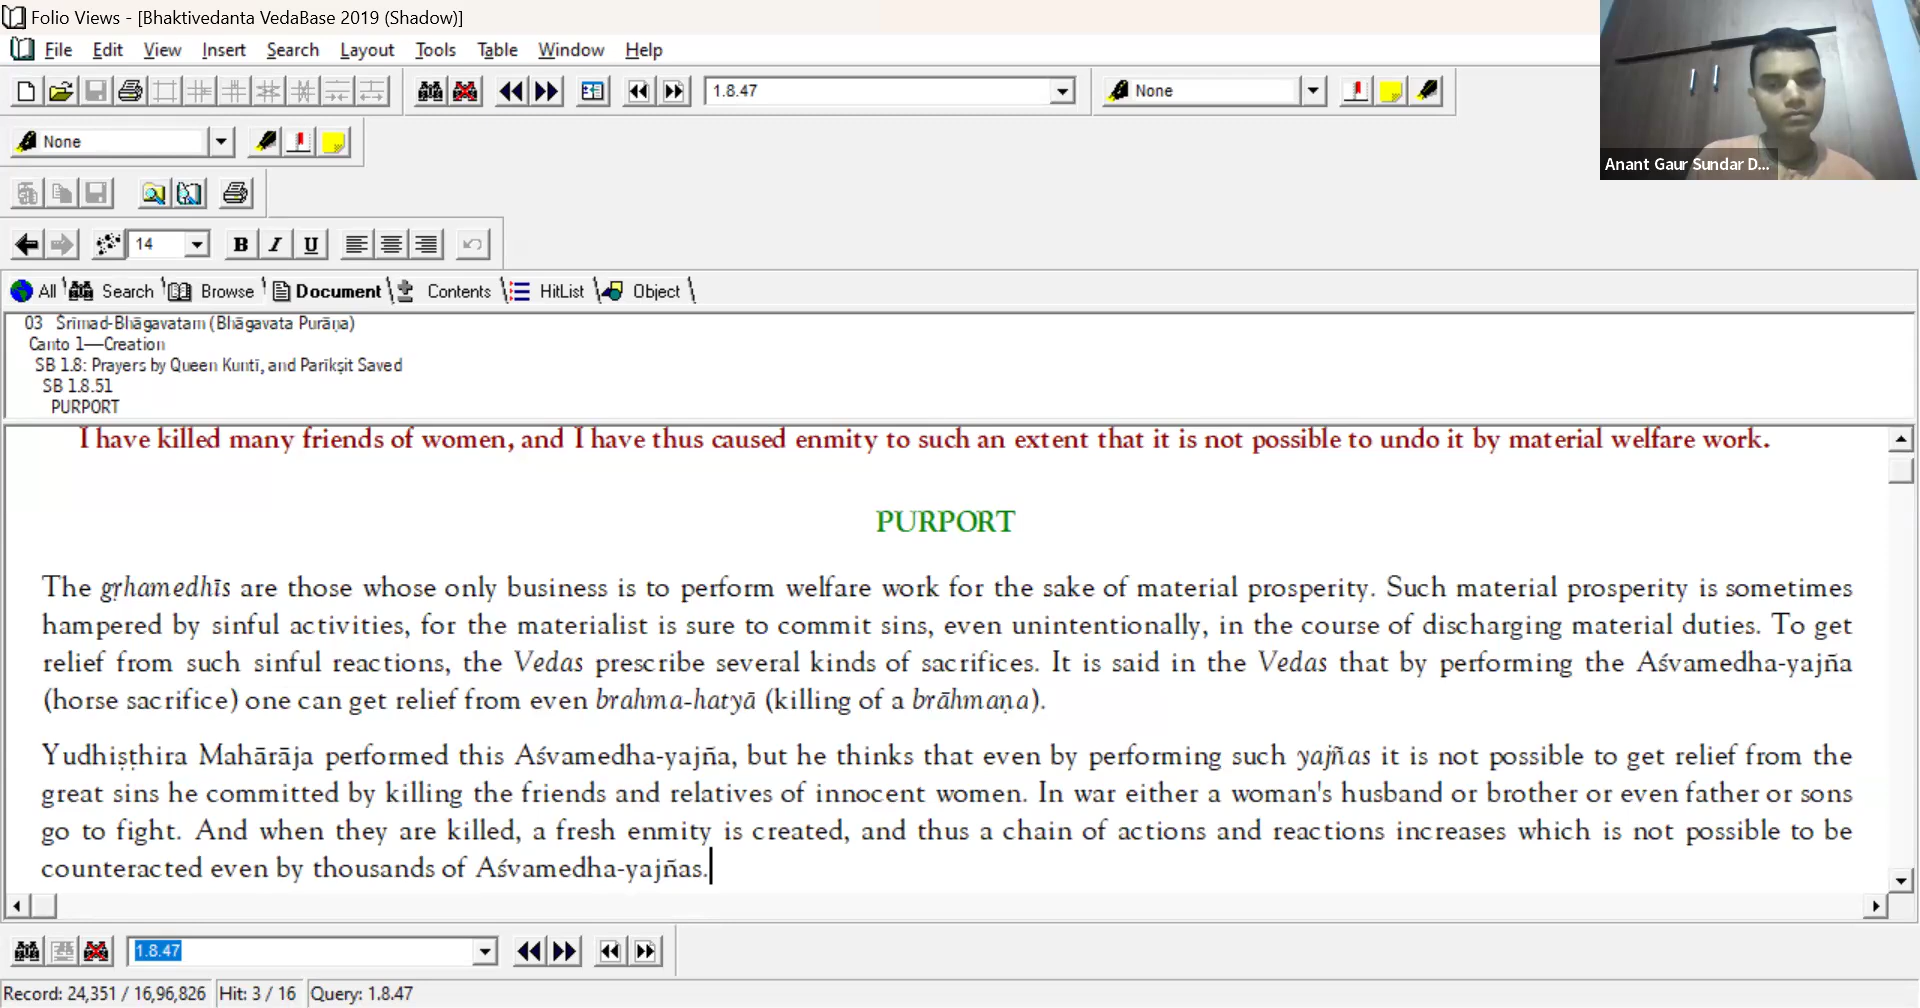 Folio Views - [Bhaktivedanta VedaBase 2019 (Shadow)]
File Edit View Insert Search Layout Tools Table Window Help
1.8.47 None
None
14 B I U
All Search Browse Document Contents HitList Object
03 Śrīmad-Bhāgavatam (Bhāgavata Purāṇa)
Canto 1—Creation
SB 1.8: Prayers by Queen Kuntī, and Parīkṣit Saved
SB 1.8.51
PURPORT
I have killed many friends of women, and I have thus caused enmity to such an extent that it is not possible to undo it by material welfare work.
PURPORT
The gṛhamedhīs are those whose only business is to perform welfare work for the sake of material prosperity. Such material prosperity is sometimes
hampered by sinful activities, for the materialist is sure to commit sins, even unintentionally, in the course of discharging material duties. To get
relief from such sinful reactions, the Vedas prescribe several kinds of sacrifices. It is said in the Vedas that by performing the Aśvamedha-yajña
(horse sacrifice) one can get relief from even brahma-hatyā (killing of a brāhmaṇa).
Yudhiṣṭhira Mahārāja performed this Aśvamedha-yajña, but he thinks that even by performing such yajñas it is not possible to get relief from the
great sins he committed by killing the friends and relatives of innocent women. In war either a woman's husband or brother or even father or sons
go to fight. And when they are killed, a fresh enmity is created, and thus a chain of actions and reactions increases which is not possible to be
counteracted even by thousands of Aśvamedha-yajñas.
1.8.47
Record: 24,351 / 16,96,826 Hit: 3 / 16 Query: 1.8.47
Anant Gaur Sundar D...